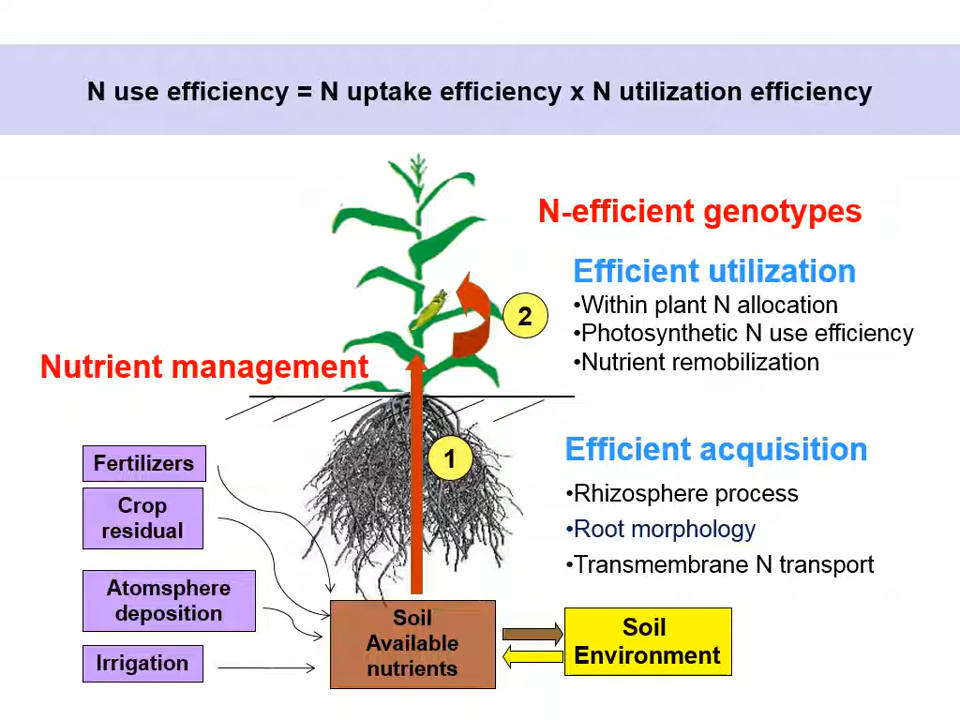 N use efficiency = N uptake efficiency x N utilization efficiency
N-efficient genotypes
Efficient utilization
•Within plant N allocation
2
•Photosynthetic N use efficiency
•Nutrient remobilization
Nutrient management
Efficient acquisition
1
Fertilizers
•Rhizosphere process
Crop
residual
•Root morphology
•Transmembrane N transport
Atomsphere
deposition
Soil
Available
nutrients
Soil
Environment
Irrigation